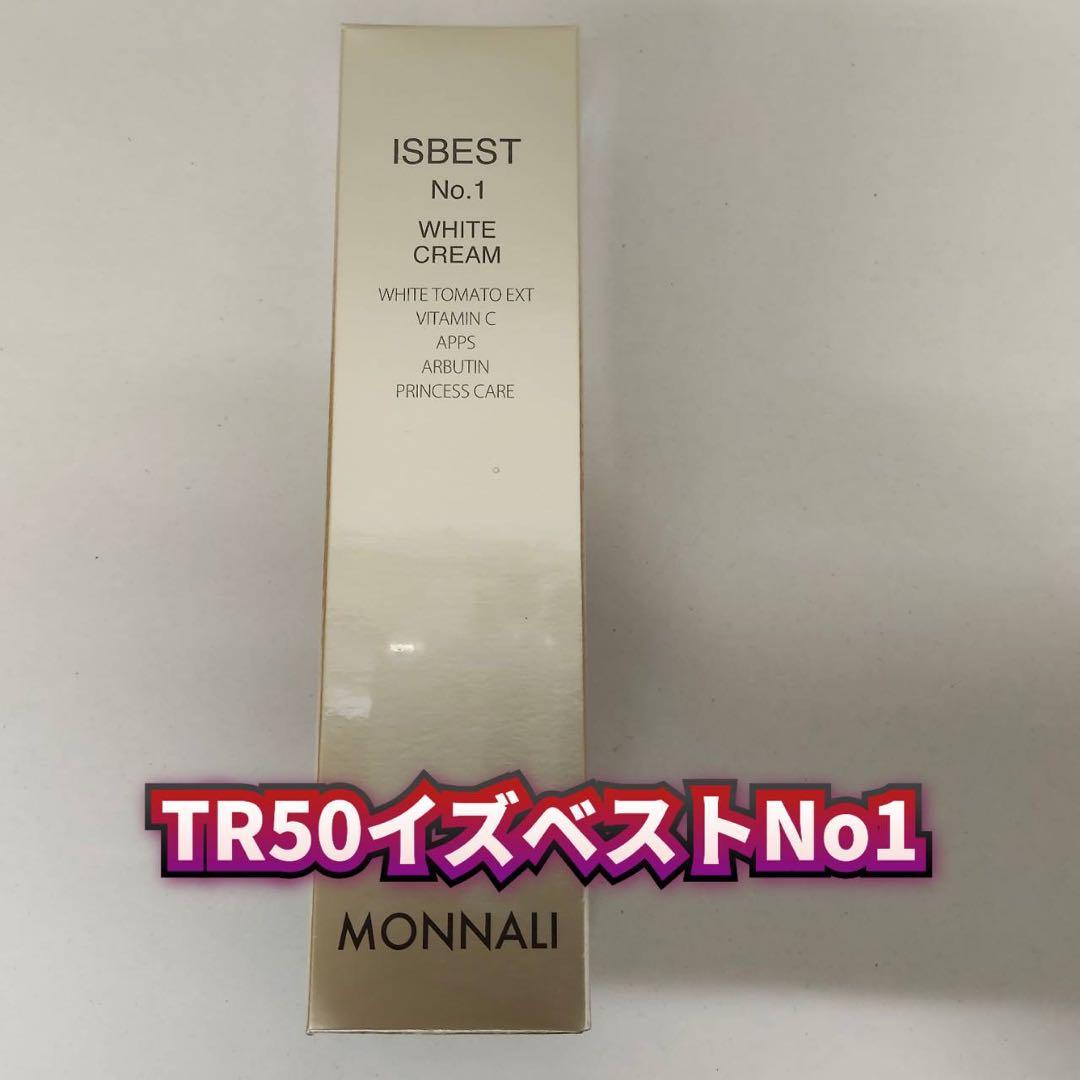 ISBEST
No.1
WHITE
CREAM
WHITE TOMATO EXT
VITAMIN C
APPS
ARBUTIN
PRINCESS CARE
TR50イズベストNo1
MONNALI